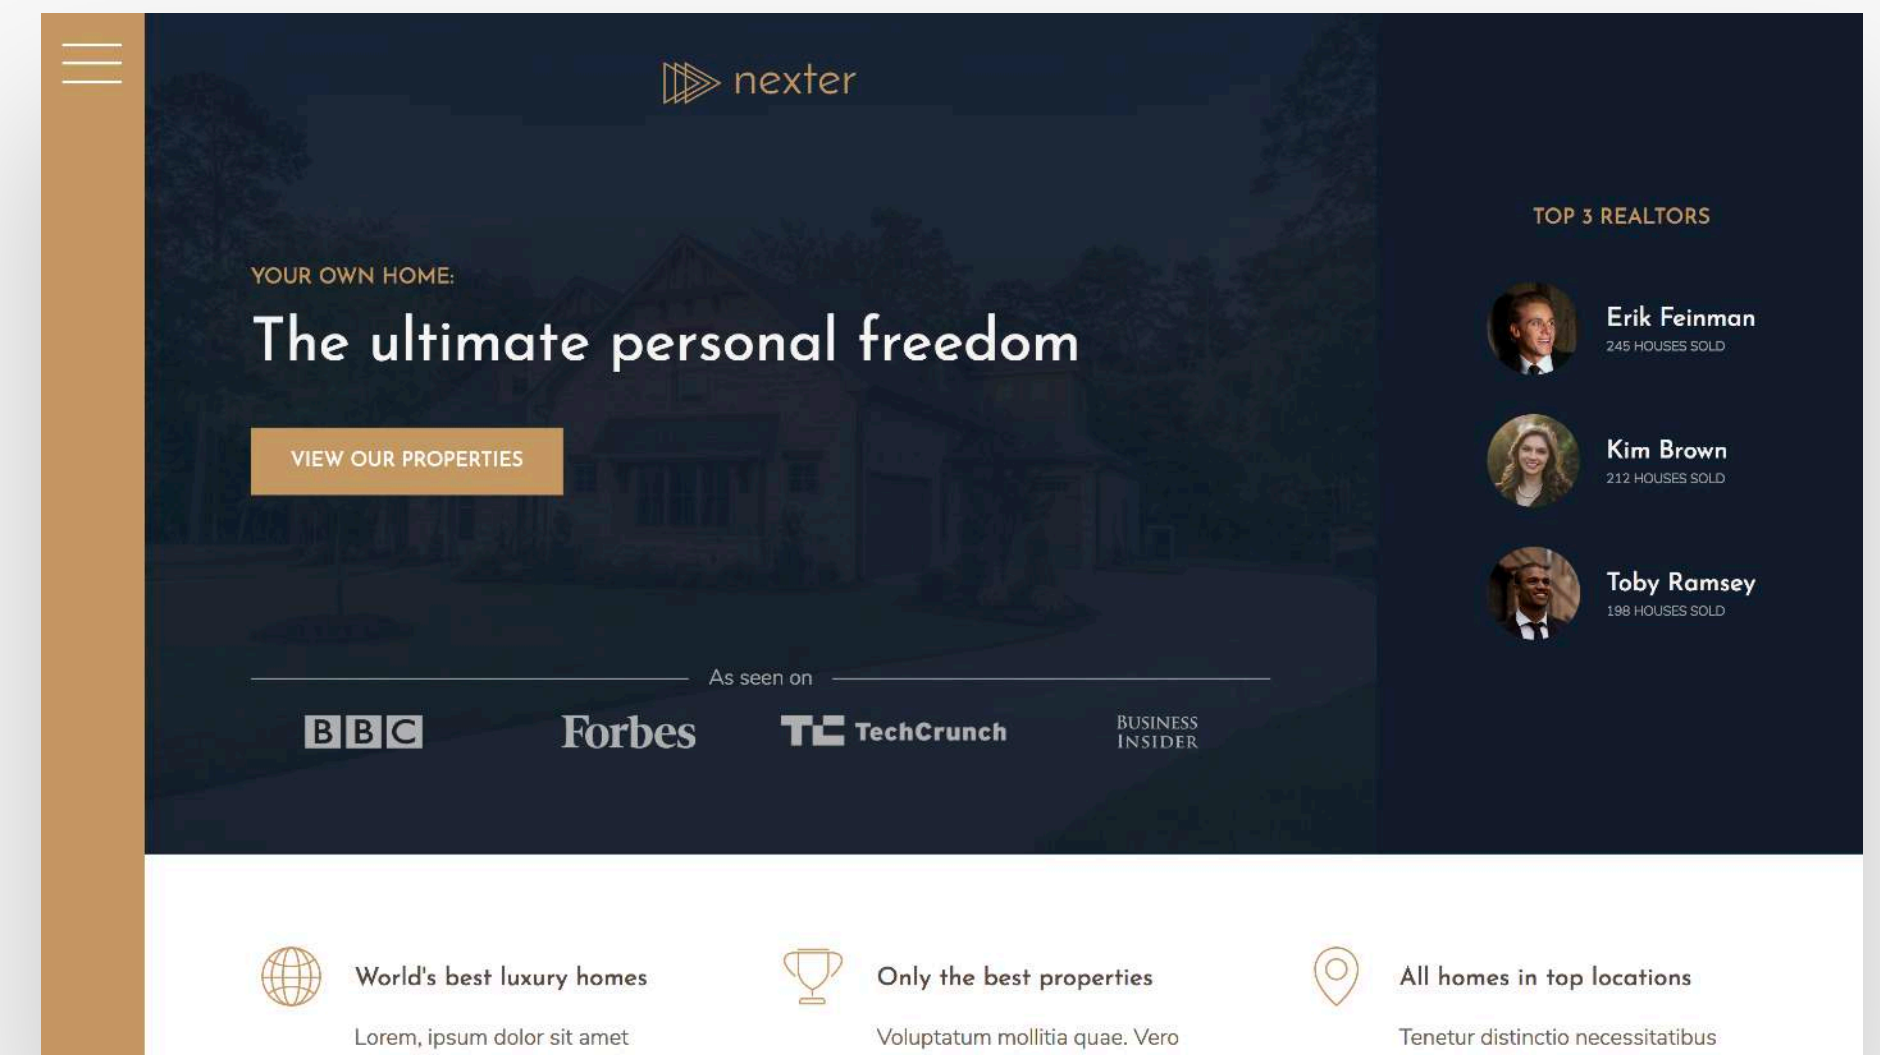 nexter
YOUR OWN HOME:
The ultimate personal freedom
VIEW OUR PROPERTIES
As seen on
BBC
Forbes
TC TechCrunch
BUSINESS
INSIDER
TOP 3 REALTORS
Erik Feinman
245 HOUSES SOLD
Kim Brown
212 HOUSES SOLD
Toby Ramsey
198 HOUSES SOLD
World's best luxury homes
Lorem, ipsum dolor sit amet
Only the best properties
Voluptatum mollitia quae. Vero
All homes in top locations
Tenetur distinctio necessitatibus